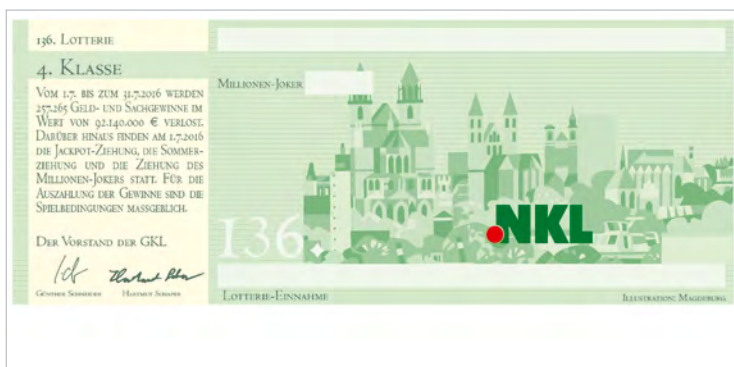 136. LOTTERIE
4. KLASSE
VOM 1.7. BIS ZUM 31.7.2016 WERDEN
257.265 GELD- UND SACHGEWINNE IM
WERT VON 92.140.000 € VERLOST.
DARÜBER HINAUS FINDEN AM 1.7.2016
DIE JACKPOT-ZIEHUNG, DIE SOMMER-
ZIEHUNG UND DIE ZIEHUNG DES
MILLIONEN-JOKERS STATT. FÜR DIE
AUSZAHLUNG DER GEWINNE SIND DIE
SPIELBEDINGUNGEN MASSGEBLICH.
DER VORSTAND DER GKL
GÜNTHER HARTMUT SCHAPER
MILLIONEN-JOKER
136.
.NKL
LOTTERIE-EINNAHME
ILLUSTRATION: MAGDEBURG